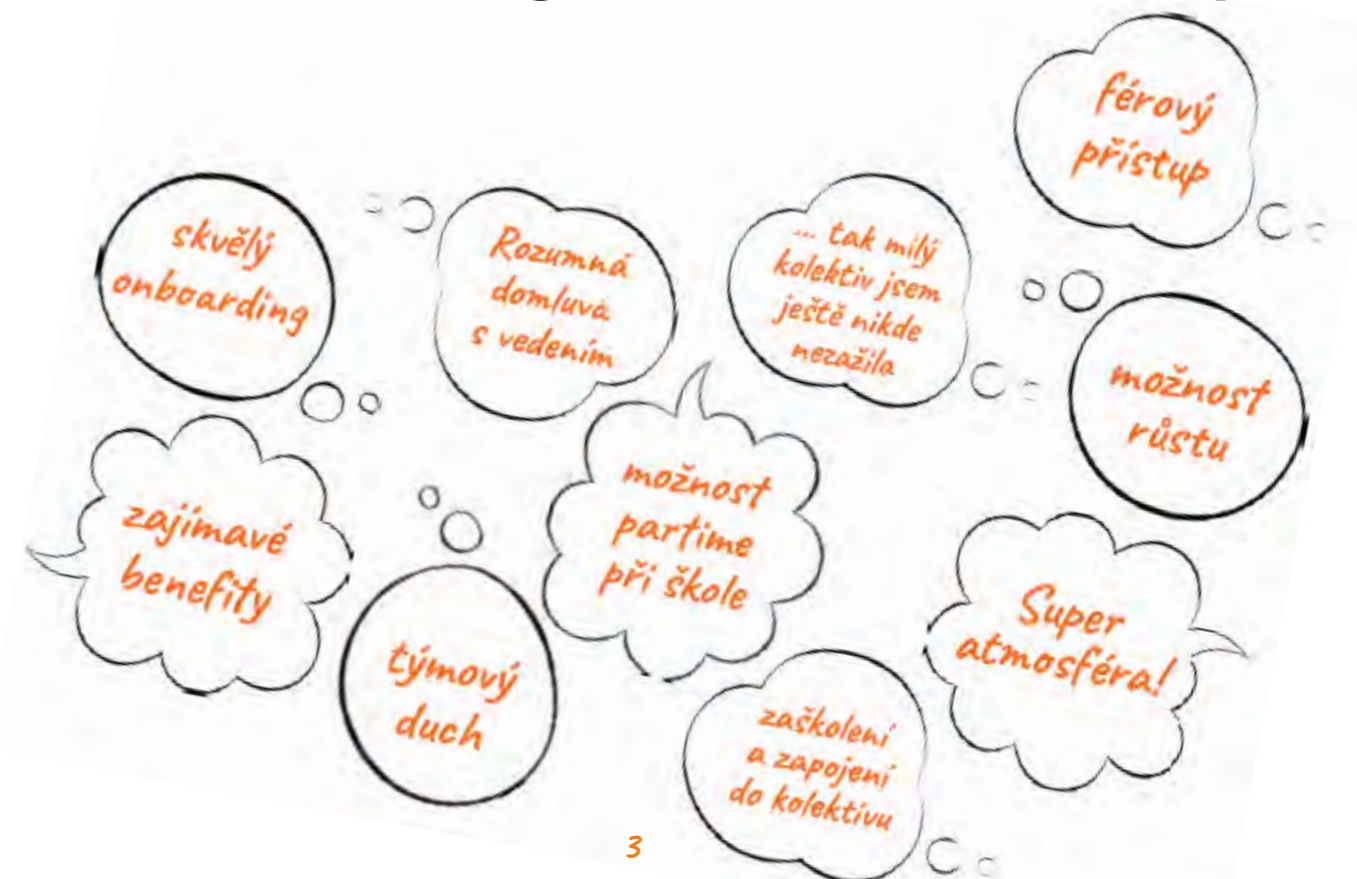 férový
přístup
skvělý
onboarding
Rozumná
domluva
s vedením
... tak milý
kolektiv jsem
ještě nikde
nezažila
možnost
růstu
zajímavé
benefity
možnost
partime
při škole
týmový
duch
Super
atmosféra!
zaškolení
a zapojení
do kolektivu
3